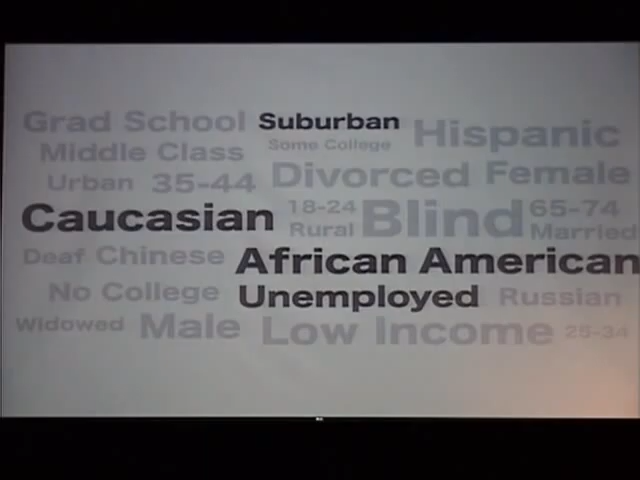 Grad School Suburban Hispanic
Middle Class Some College
Urban 35-44 Divorced Female
Caucasian 18-24 Blind 65-74
Rural Married
Deaf Chinese African American
No College Unemployed Russian
Widowed Male Low Income 25-34